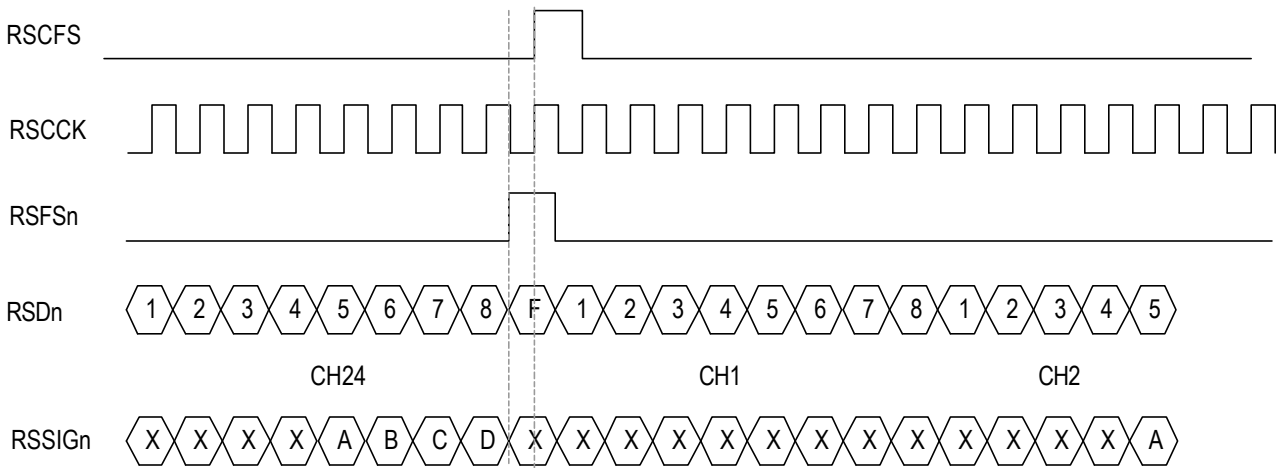 RSCFS
RSCCK
RSFSn
RSDn 1 2 3 4 5 6 7 8 F 1 2 3 4 5 6 7 8 1 2 3 4 5
CH24 CH1 CH2
RSSIGn X X X X A B C D X X X X X X X X X X X X X A